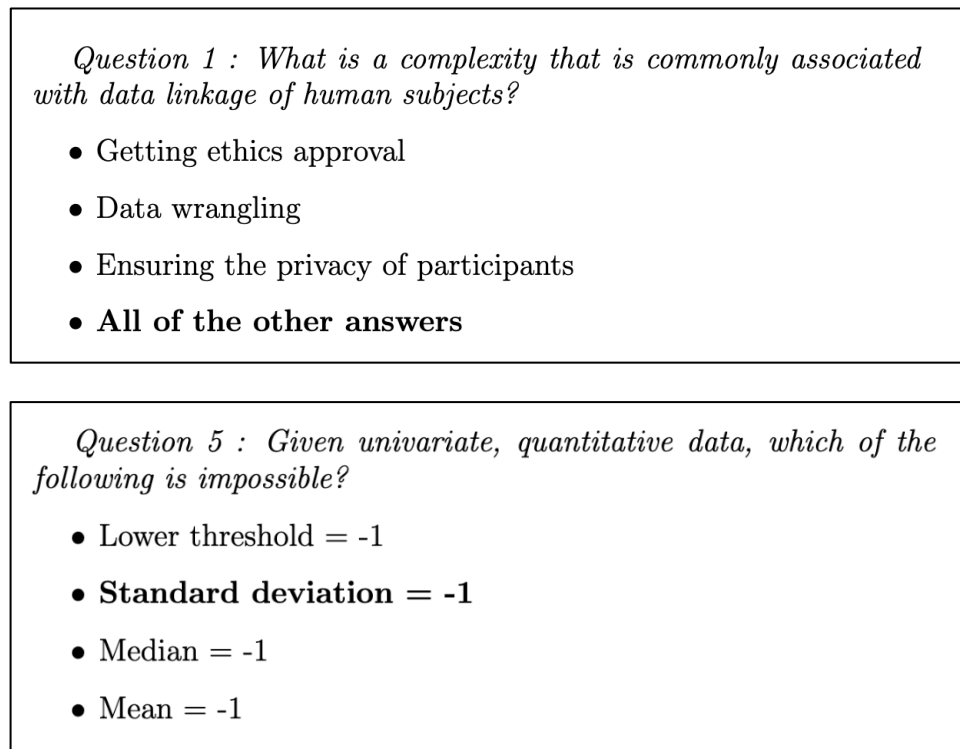 Question 1 : What is a complexity that is commonly associated
with data linkage of human subjects?
• Getting ethics approval
• Data wrangling
• Ensuring the privacy of participants
• All of the other answers
Question 5 : Given univariate, quantitative data, which of the
following is impossible?
• Lower threshold = -1
• Standard deviation = -1
• Median = -1
• Mean = -1